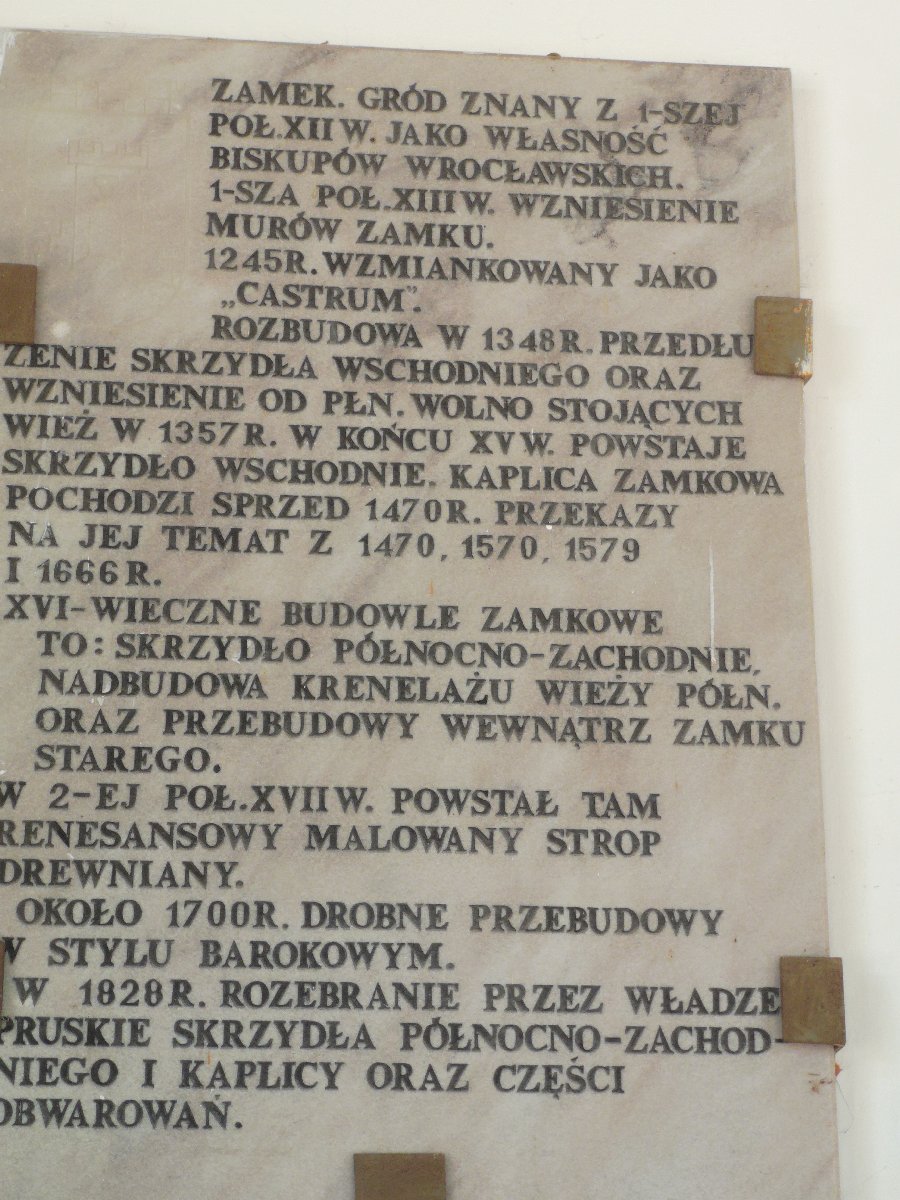 ZAMEK. GRÓD ZNANY Z 1-SZEJ
POŁ.XII W. JAKO WŁASNOŚĆ
BISKUPÓW WROCŁAWSKICH.
1-SZA POŁ.XIII W. WZNIESIENIE
MURÓW ZAMKU.
1245R. WZMIANKOWANY JAKO
„CASTRUM”.
ROZBUDOWA W 1348R. PRZEDŁU
ZENIE SKRZYDŁA WSCHODNIEGO ORAZ
WZNIESIENIE OD PŁN. WOLNO STOJĄCYCH
WIEŻ W 1357R. W KOŃCU XV W. POWSTAJE
SKRZYDŁO WSCHODNIE. KAPLICA ZAMKOWA
POCHODZI SPRZED 1470R. PRZEKAZY
NA JEJ TEMAT Z 1470, 1570, 1579
I 1666 R.
XVI-WIECZNE BUDOWLE ZAMKOWE
TO: SKRZYDŁO PÓŁNOCNO-ZACHODNIE,
NADBUDOWA KRENELAŻU WIEŻY PÓŁN.
ORAZ PRZEBUDOWY WEWNĄTRZ ZAMKU
STAREGO.
W 2-EJ POŁ.XVII W. POWSTAŁ TAM
RENESANSOWY MALOWANY STROP
DREWNIANY.
OKOŁO 1700R. DROBNE PRZEBUDOWY
W STYLU BAROKOWYM.
W 1828R. ROZEBRANIE PRZEZ WŁADZE
PRUSKIE SKRZYDŁA PÓŁNOCNO-ZACHOD-
NIEGO I KAPLICY ORAZ CZĘŚCI
OBWAROWAŃ.